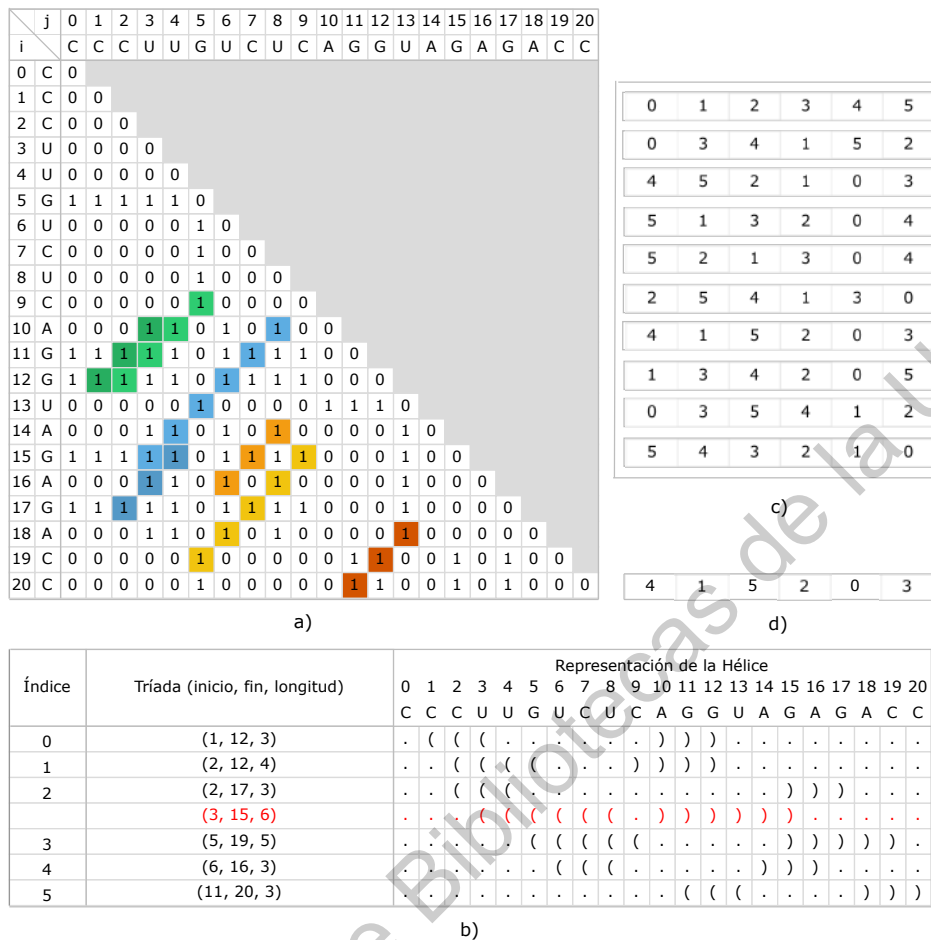 j 0 1 2 3 4 5 6 7 8 9 10 11 12 13 14 15 16 17 18 19 20
i C C C U U G U C U C A G G U A G A G A C C
0 C 0
1 C 0 0
2 C 0 0 0
3 U 0 0 0 0
4 U 0 0 0 0 0
5 G 1 1 1 1 1 0
6 U 0 0 0 0 0 1 0
7 C 0 0 0 0 0 1 0 0
8 U 0 0 0 0 0 1 0 0 0
9 C 0 0 0 0 0 1 0 0 0 0
10 A 0 0 0 1 1 0 1 0 1 0 0
11 G 1 1 1 1 1 0 1 1 1 1 0 0
12 G 1 1 1 1 1 0 1 1 1 1 0 0 0
13 U 0 0 0 0 0 1 0 0 0 0 1 1 1 0
14 A 0 0 0 1 1 0 1 0 1 0 0 0 0 1 0
15 G 1 1 1 1 1 0 1 1 1 1 0 0 0 1 0 0
16 A 0 0 0 1 1 0 1 0 1 0 0 0 0 1 0 0 0
17 G 1 1 1 1 1 0 1 1 1 1 0 0 0 1 0 0 0 0
18 A 0 0 0 1 1 0 1 0 1 0 0 0 0 1 0 0 0 0 0
19 C 0 0 0 0 0 1 0 0 0 0 0 1 1 0 0 1 0 1 0 0
20 C 0 0 0 0 0 1 0 0 0 0 0 1 1 0 0 1 0 1 0 0 0
a)
0 1 2 3 4 5
0 3 4 1 5 2
4 5 2 1 0 3
5 1 3 2 0 4
5 2 1 3 0 4
2 5 4 1 3 0
4 1 5 2 0 3
1 3 4 2 0 5
0 3 5 4 1 2
5 4 3 2 1 0
c)
4 1 5 2 0 3
d)
Índice Tríada (inicio, fin, longitud) Representación de la Hélice
0 1 2 3 4 5 6 7 8 9 10 11 12 13 14 15 16 17 18 19 20
C C C U U G U C U C A G G U A G A G A C C
0 (1, 12, 3) . ( ( ( . . . . . . ) ) ) . . . . . . . .
1 (2, 12, 4) . . ( ( ( ( . . . ) ) ) ) . . . . . . . .
2 (2, 17, 3) . . ( ( ( . . . . . . . . . . ) ) ) . . .
(3, 15, 6) . . . ( ( ( ( ( ( . ) ) ) ) ) ) . . . . .
3 (5, 19, 5) . . . . . ( ( ( ( ( . . . . . ) ) ) ) ) .
4 (6, 16, 3) . . . . . . ( ( ( . . . . . ) ) ) . . . .
5 (11, 20, 3) . . . . . . . . . . . ( ( ( . . . . ) ) )
b)
de Bibliotecas de la U